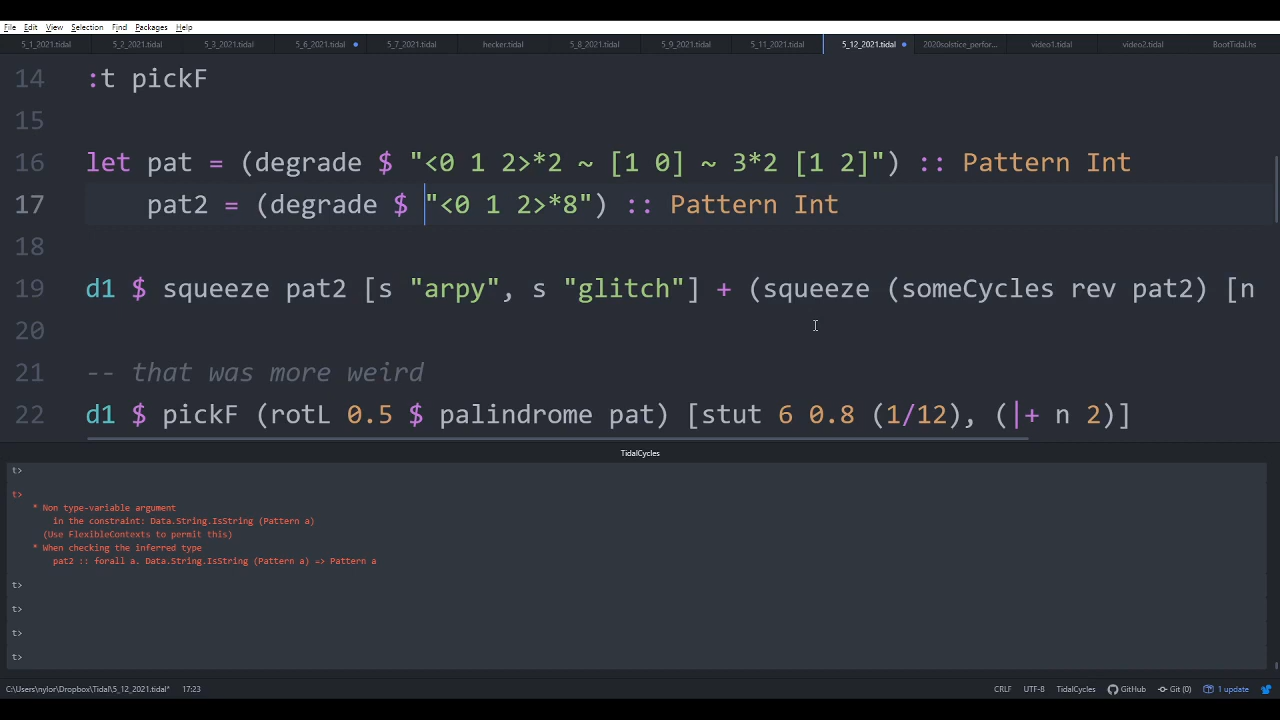 File Edit View Selection Find Packages Help
5_1_2021.tidal 5_2_2021.tidal 5_3_2021.tidal 5_6_2021.tidal 5_7_2021.tidal hecker.tidal 5_8_2021.tidal 5_9_2021.tidal 5_11_2021.tidal 5_12_2021.tidal 2020solstice_perfor... video1.tidal video2.tidal BootTidal.hs
14 :t pickF
15
16 let pat = (degrade $ "<0 1 2>*2 ~ [1 0] ~ 3*2 [1 2]") :: Pattern Int
17 pat2 = (degrade $ "<0 1 2>*8") :: Pattern Int
18
19 d1 $ squeeze pat2 [s "arpy", s "glitch"] + (squeeze (someCycles rev pat2) [n
20
21 -- that was more weird
22 d1 $ pickF (rotL 0.5 $ palindrome pat) [stut 6 0.8 (1/12), (|+ n 2)]
TidalCycles
t>
t>
* Non type-variable argument
in the constraint: Data.String.IsString (Pattern a)
(Use FlexibleContexts to permit this)
* When checking the inferred type
pat2 :: forall a. Data.String.IsString (Pattern a) => Pattern a
t>
t>
t>
t>
C:\Users\nylor\Dropbox\Tidal\5_12_2021.tidal* 17:23 CRLF UTF-8 TidalCycles GitHub Git (0) 1 update